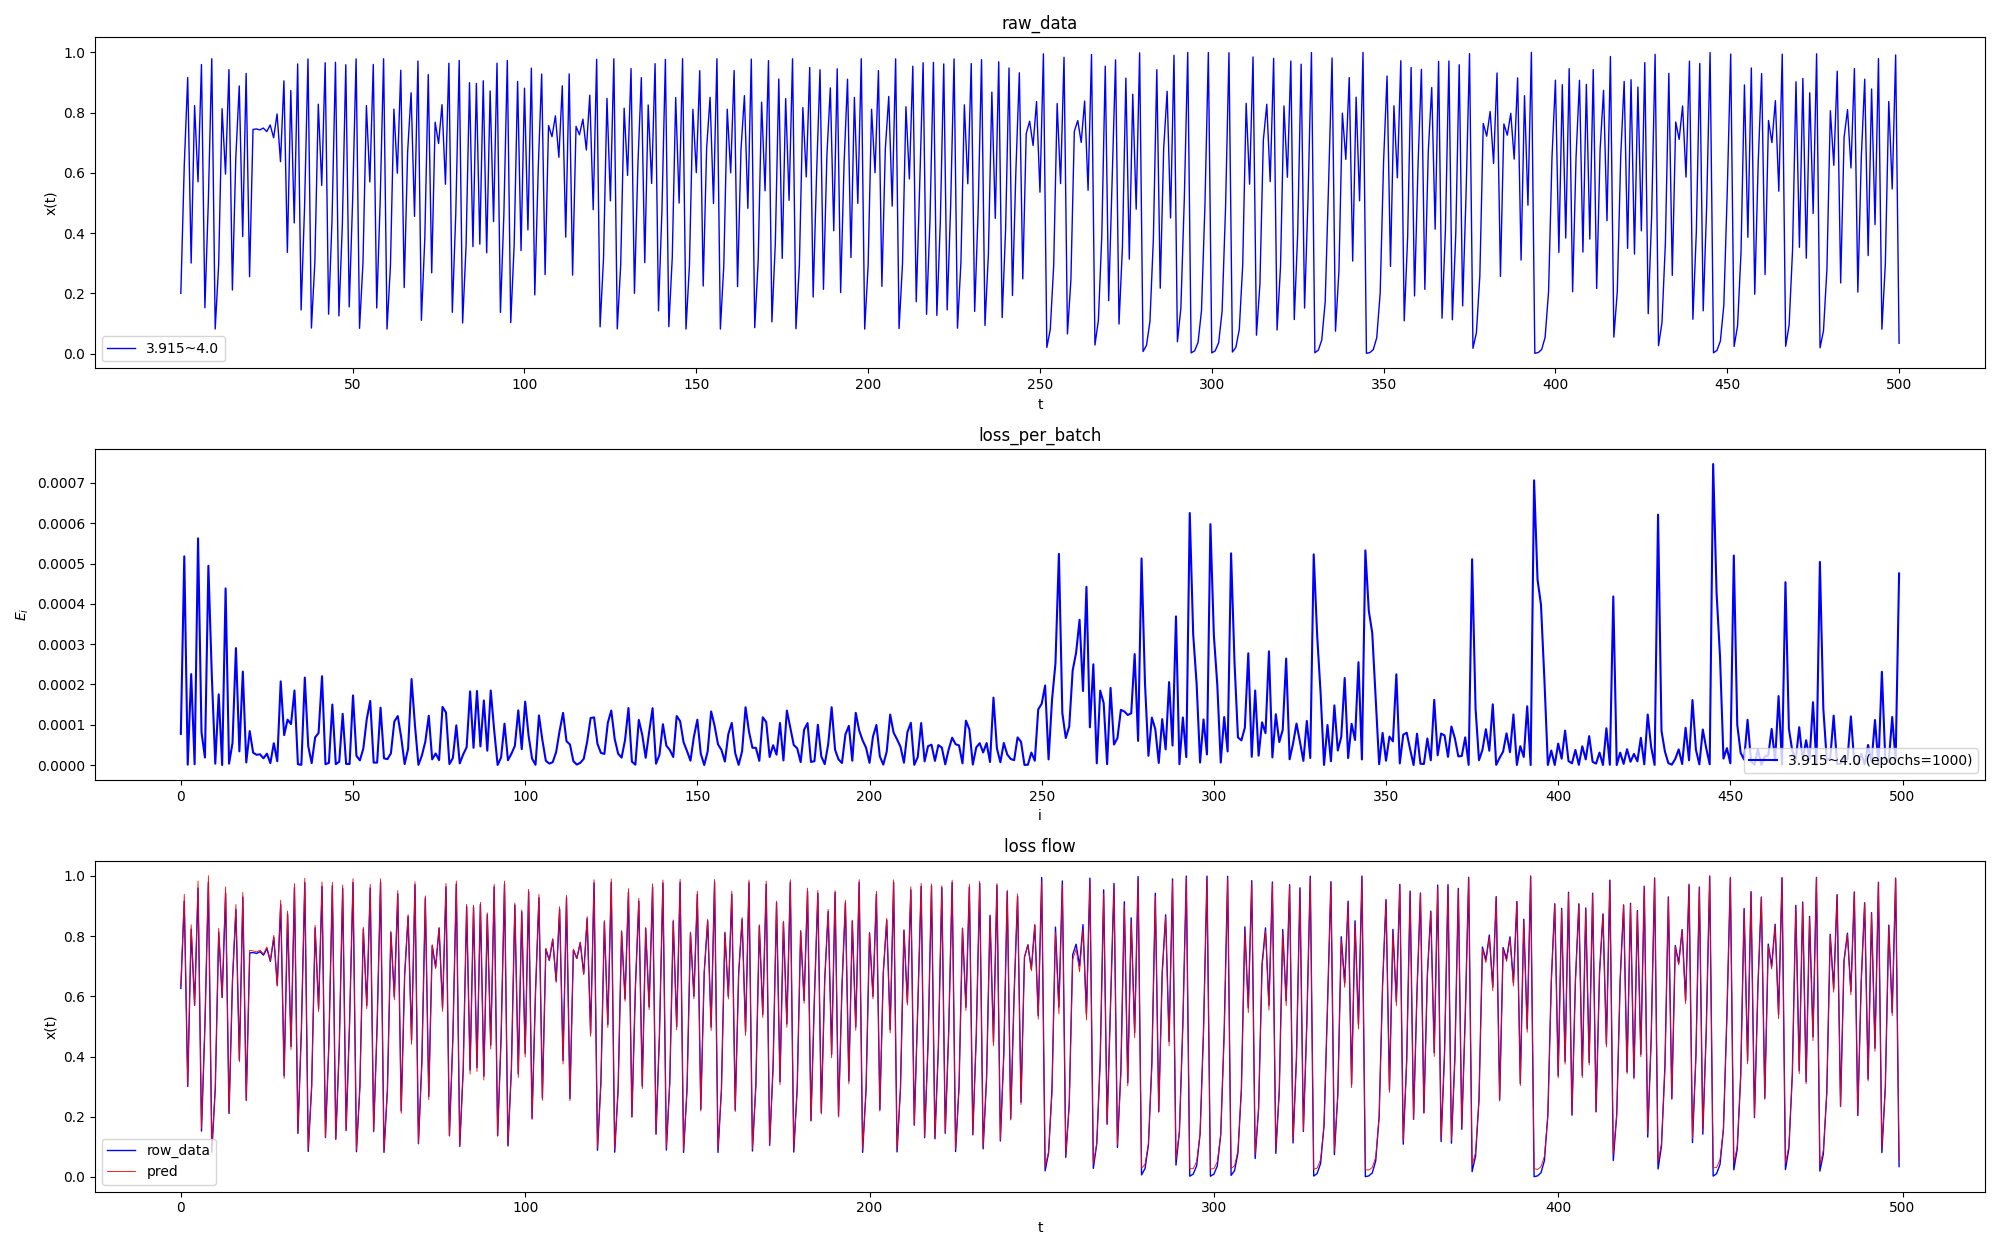 raw_data
1.0
0.8
0.6
0.4
0.2
0.0
x(t)
3.915~4.0
50 100 150 200 250 300 350 400 450 500
t
loss_per_batch
0.0007
0.0006
0.0005
0.0004
0.0003
0.0002
0.0001
0.0000
E_i
3.915~4.0 (epochs=1000)
0 50 100 150 200 250 300 350 400 450 500
i
loss flow
1.0
0.8
0.6
0.4
0.2
0.0
x(t)
row_data
pred
0 100 200 300 400 500
t